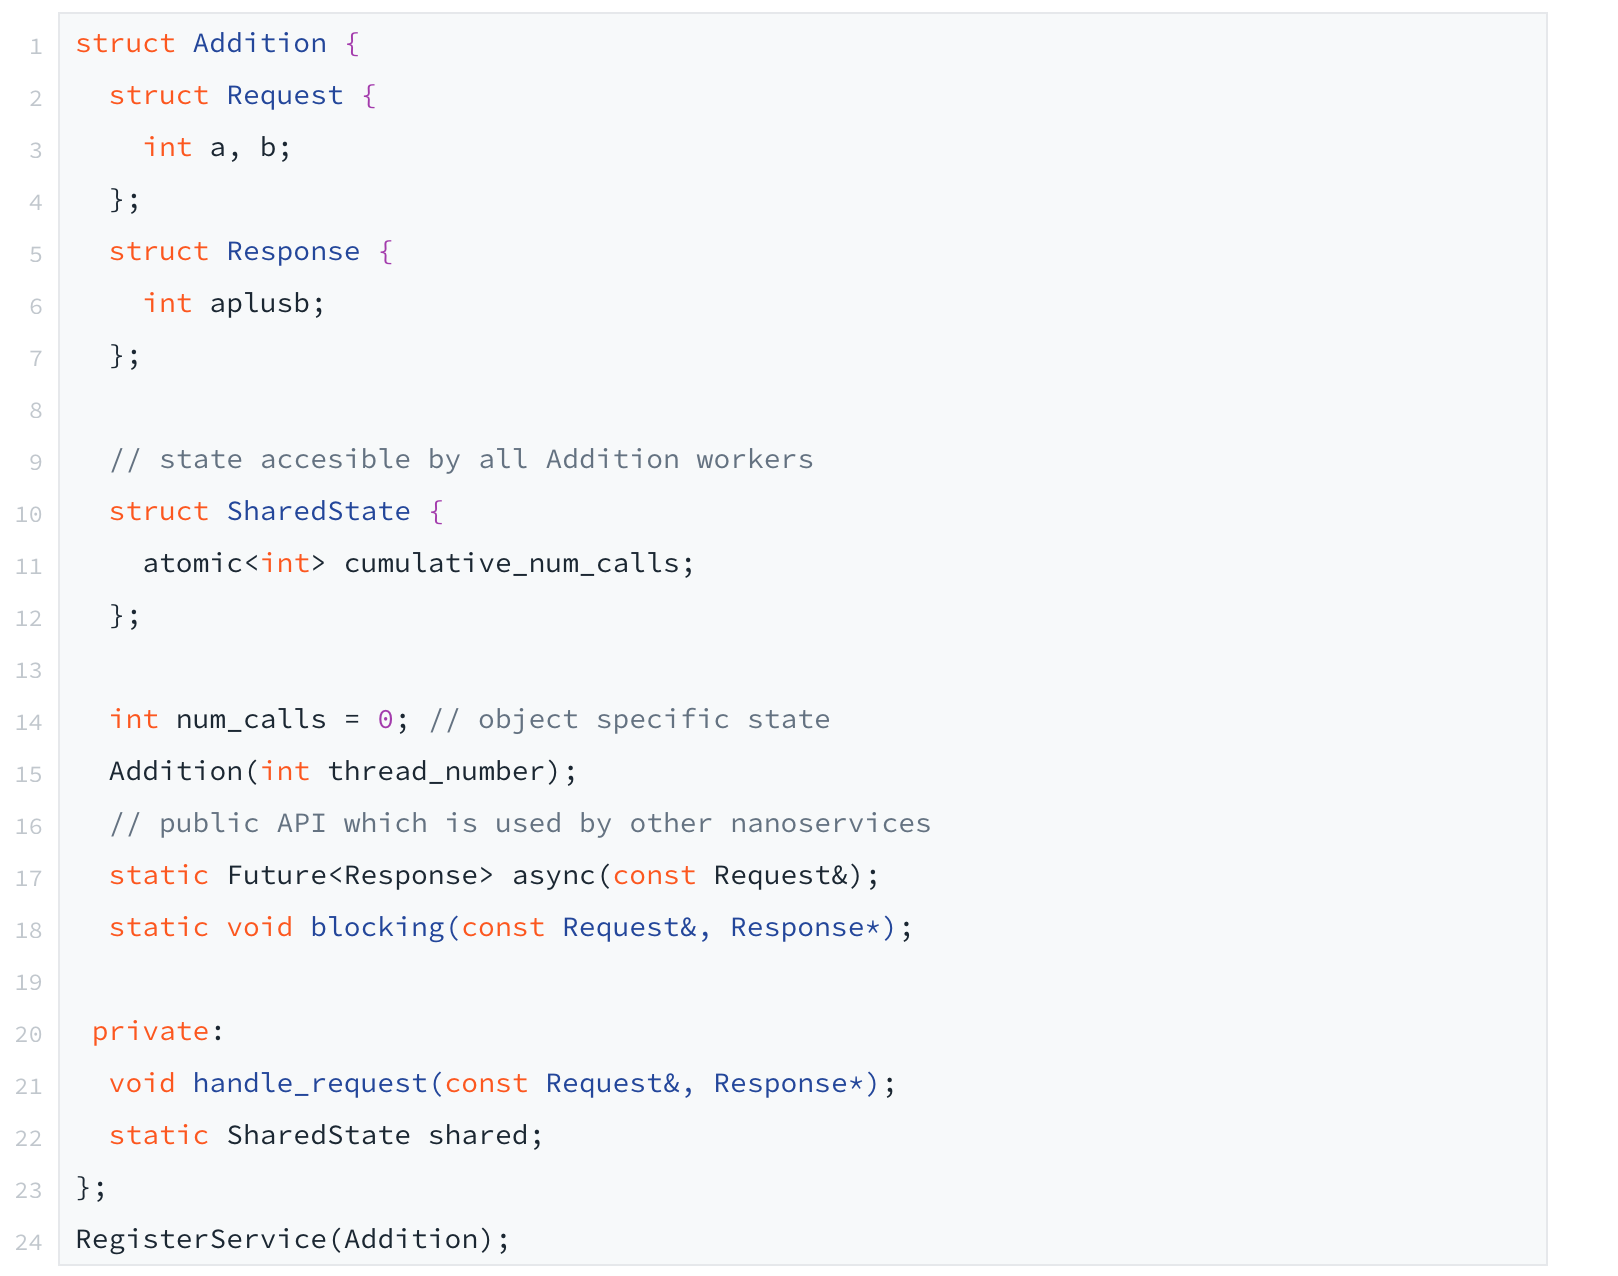 1 struct Addition {
2   struct Request {
3     int a, b;
4   };
5   struct Response {
6     int aplusb;
7   };
8
9   // state accesible by all Addition workers
10   struct SharedState {
11     atomic<int> cumulative_num_calls;
12   };
13
14   int num_calls = 0; // object specific state
15   Addition(int thread_number);
16   // public API which is used by other nanoservices
17   static Future<Response> async(const Request&);
18   static void blocking(const Request&, Response*);
19
20  private:
21   void handle_request(const Request&, Response*);
22   static SharedState shared;
23 };
24 RegisterService(Addition);